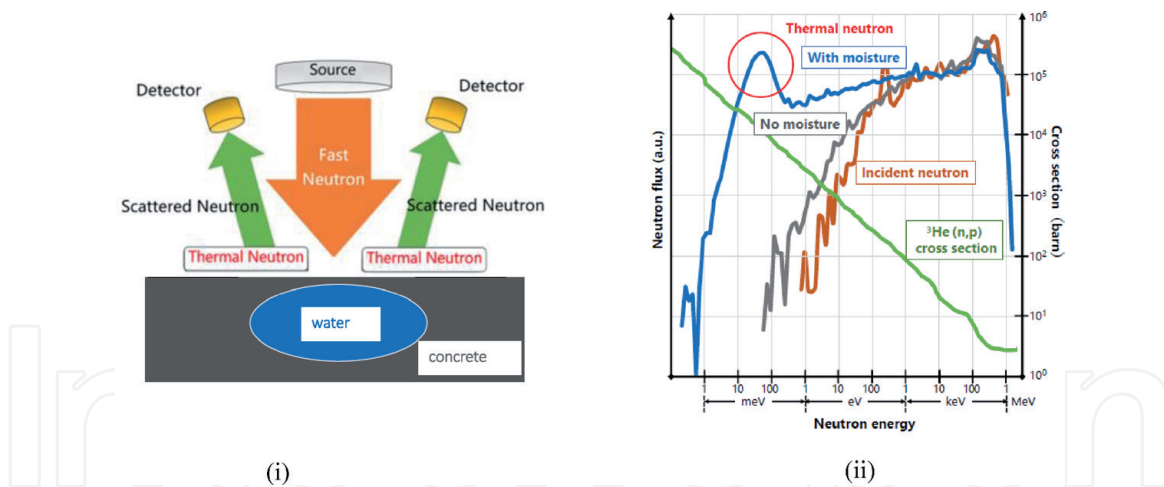 Source
Detector
Detector
Fast
Neutron
Scattered Neutron
Scattered Neutron
Thermal Neutron
Thermal Neutron
water
concrete
(i)
Thermal neutron
With moisture
No moisture
Incident neutron
³He (n,p)
cross section
Neutron flux (a.u.)
10⁶
10⁵
10⁴
10³
10²
10¹
10⁰
Cross section (barn)
1 10 100 1 10 100 1 10 100 1
meV eV keV MeV
Neutron energy
(ii)